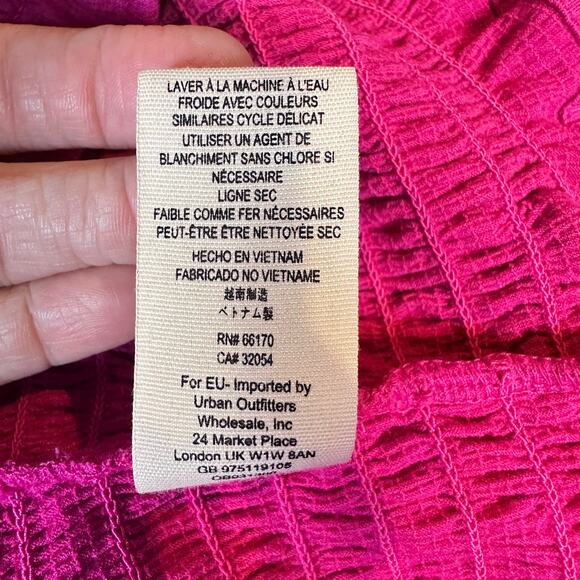 LAVER À LA MACHINE À L'EAU
FROIDE AVEC COULEURS
SIMILAIRES CYCLE DÉLICAT
UTILISER UN AGENT DE
BLANCHIMENT SANS CHLORE SI
NÉCESSAIRE
LIGNE SEC
FAIBLE COMME FER NÉCESSAIRES
PEUT-ÊTRE ÊTRE NETTOYÉE SEC
HECHO EN VIETNAM
FABRICADO NO VIETNAME
越南制造
ベトナム製
RN# 66170
CA# 32054
For EU- Imported by
Urban Outfitters
Wholesale, Inc
24 Market Place
London UK W1W 8AN
GB 975119105